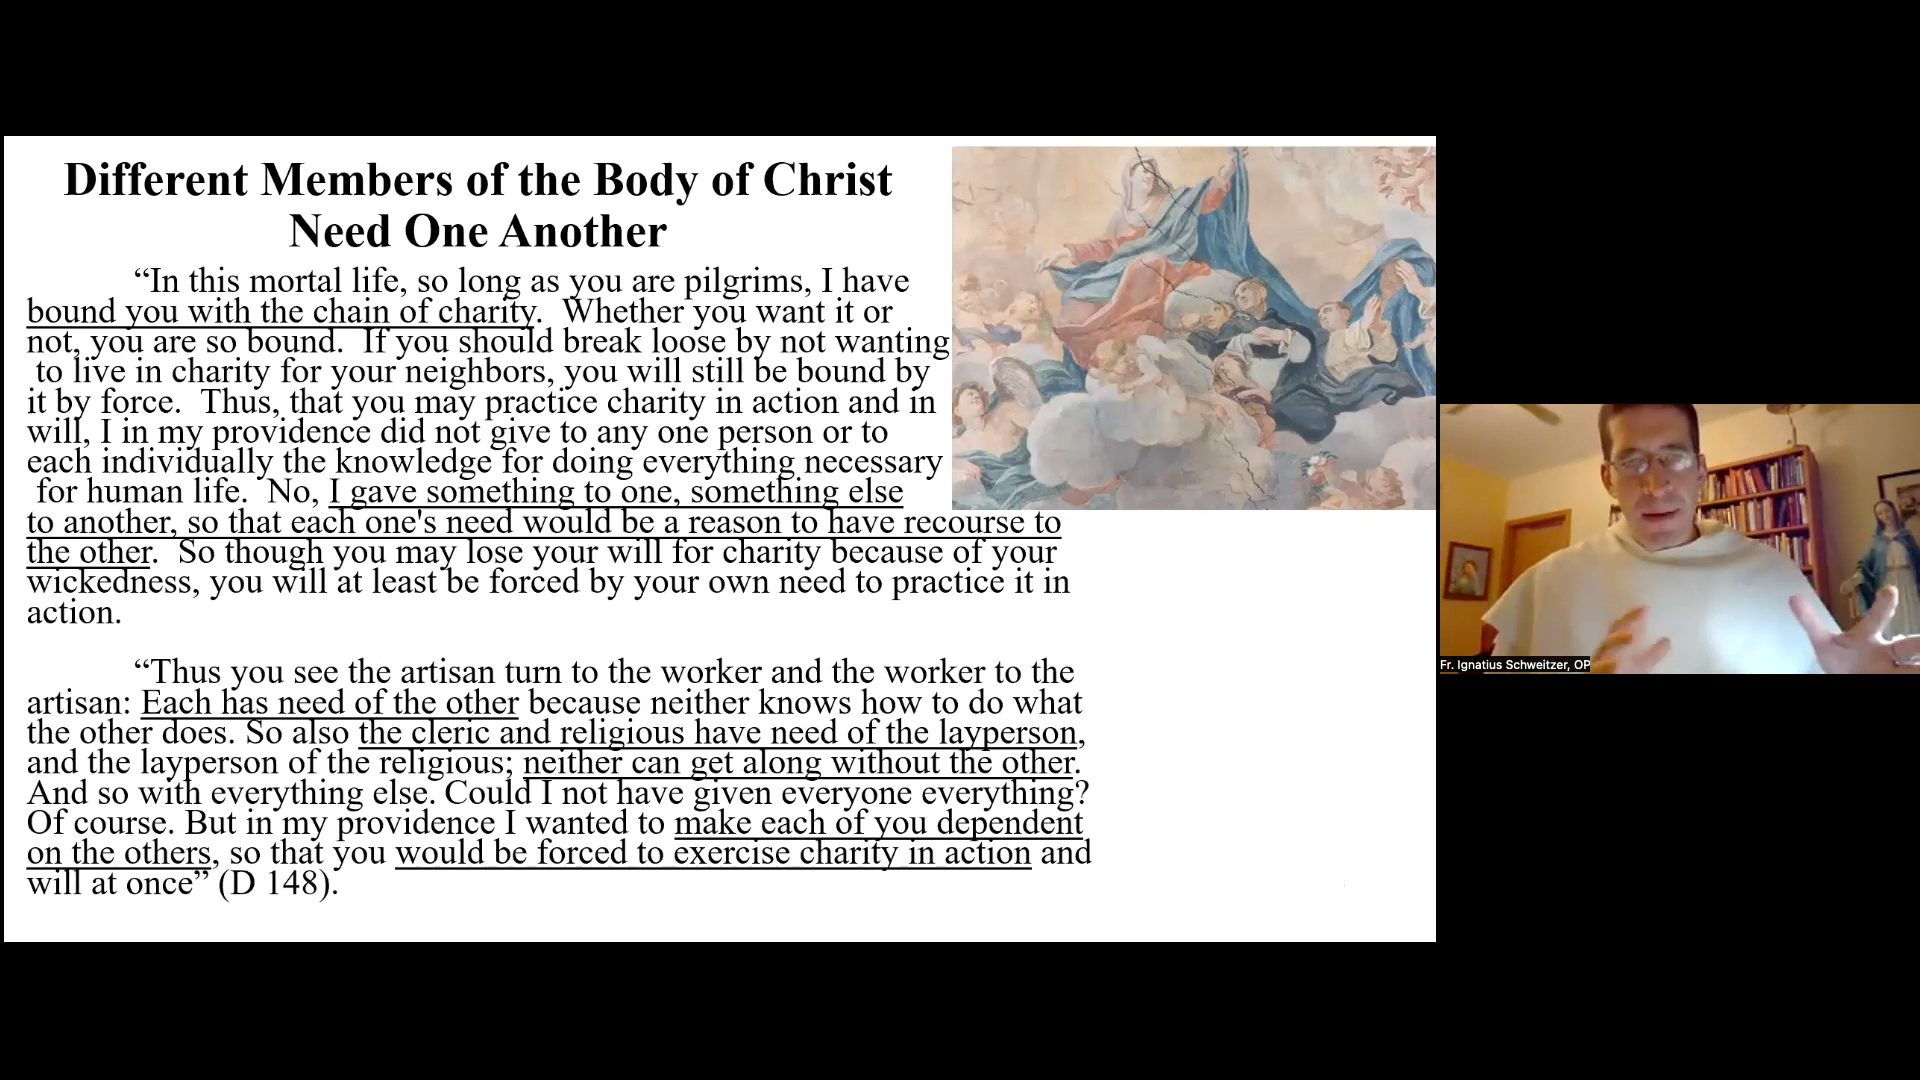 Different Members of the Body of Christ
Need One Another
“In this mortal life, so long as you are pilgrims, I have
bound you with the chain of charity.  Whether you want it or
not, you are so bound.  If you should break loose by not wanting
to live in charity for your neighbors, you will still be bound by
it by force.  Thus, that you may practice charity in action and in
will, I in my providence did not give to any one person or to
each individually the knowledge for doing everything necessary
for human life.  No, I gave something to one, something else
to another, so that each one's need would be a reason to have recourse to
the other.  So though you may lose your will for charity because of your
wickedness, you will at least be forced by your own need to practice it in
action.
“Thus you see the artisan turn to the worker and the worker to the
artisan: Each has need of the other because neither knows how to do what
the other does. So also the cleric and religious have need of the layperson,
and the layperson of the religious; neither can get along without the other.
And so with everything else. Could I not have given everyone everything?
Of course. But in my providence I wanted to make each of you dependent
on the others, so that you would be forced to exercise charity in action and
will at once” (D 148).
Fr. Ignatius Schweitzer, OP